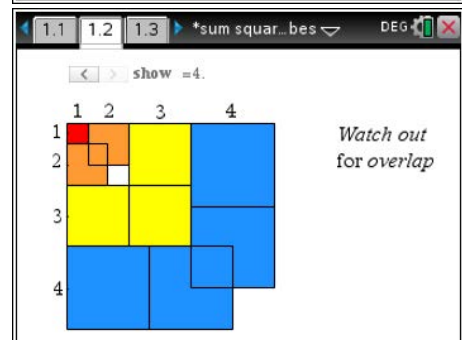 1.1 1.2 1.3 *sum squar...bes DEG
< > show =4.
1 2 3 4
Watch out
for overlap
1
2
3
4